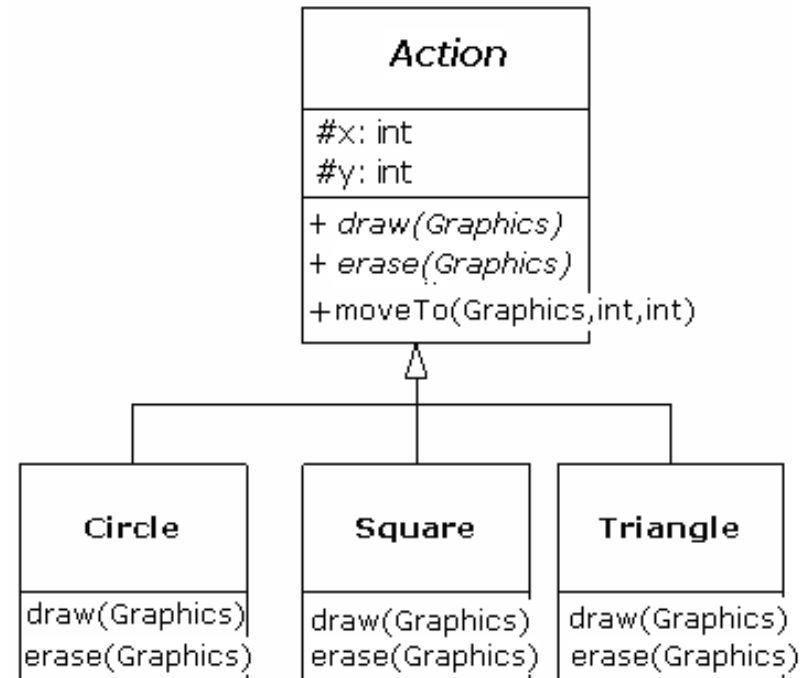 Action
#x: int
#y: int
+ draw(Graphics)
+ erase(Graphics)
+moveTo(Graphics,int,int)
Circle
draw(Graphics)
erase(Graphics)
Square
draw(Graphics)
erase(Graphics)
Triangle
draw(Graphics)
erase(Graphics)